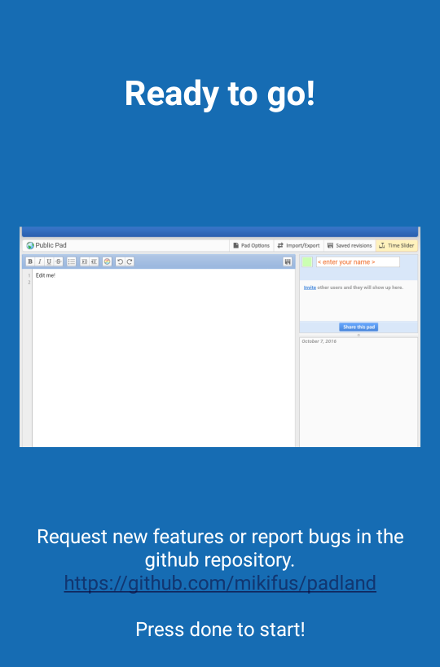 Ready to go!
Public Pad
Pad Options
Import/Export
Saved revisions
Time Slider
B I U S
< enter your name >
1 Edit me!
2
Invite other users and they will show up here.
Share this pad
October 7, 2016
Request new features or report bugs in the
github repository.
https://github.com/mikifus/padland
Press done to start!